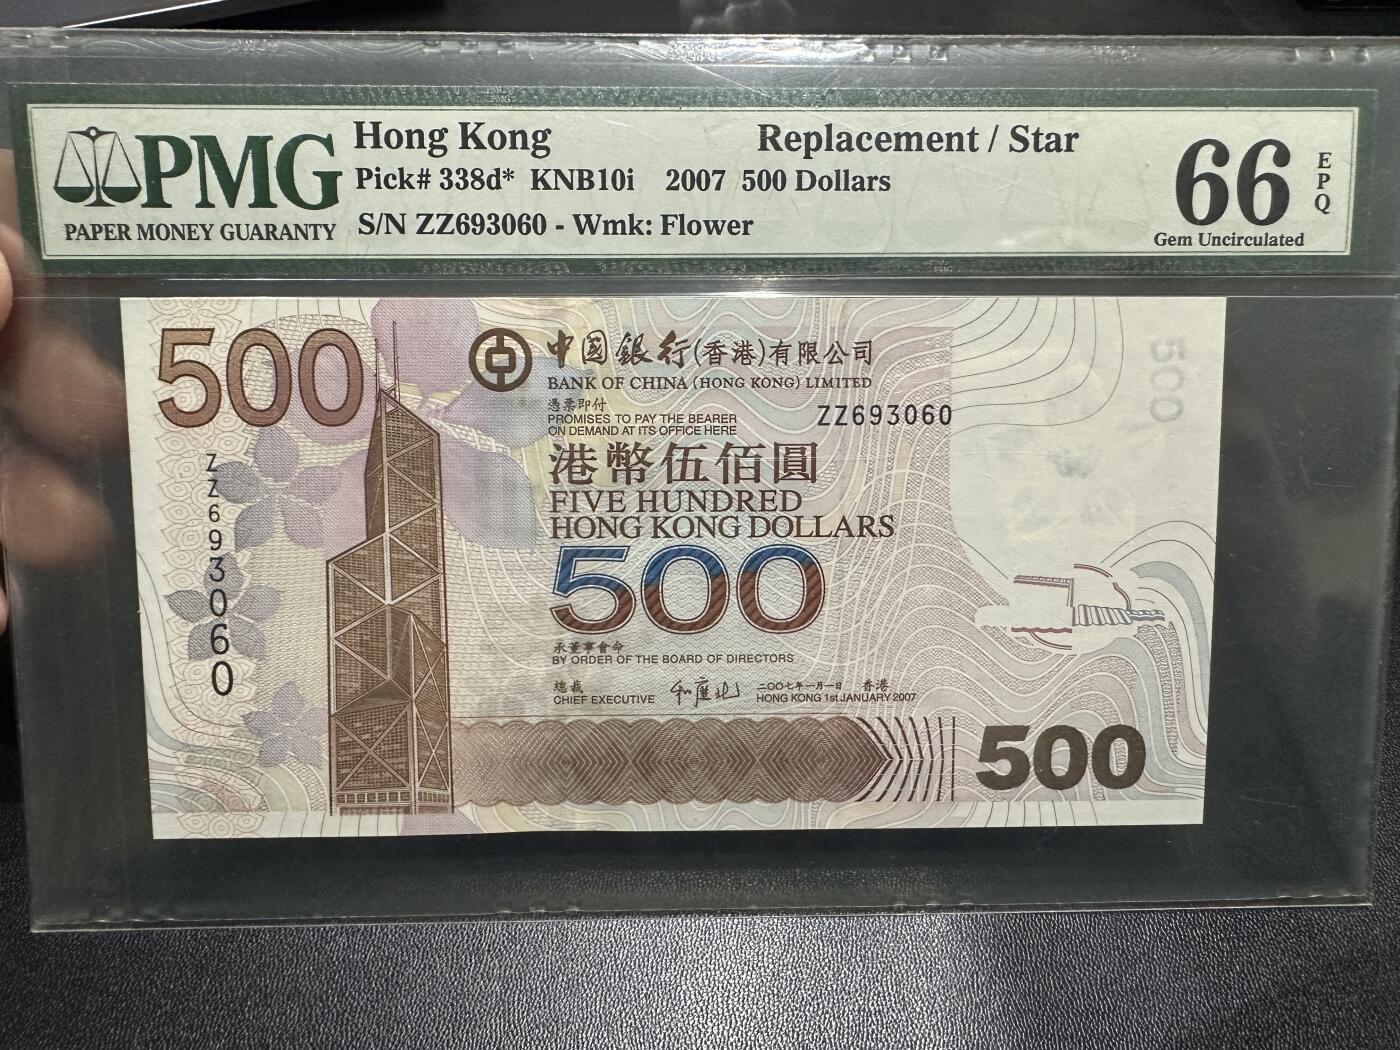 Hong Kong Replacement / Star
PMG Pick# 338d* KNB10i 2007 500 Dollars 66 EPQ
PAPER MONEY GUARANTY S/N ZZ693060 - Wmk: Flower Gem Uncirculated
500
中國銀行(香港)有限公司
BANK OF CHINA (HONG KONG) LIMITED
憑票即付
PROMISES TO PAY THE BEARER
ON DEMAND AT ITS OFFICE HERE
ZZ693060
500
港幣伍佰圓
FIVE HUNDRED
HONG KONG DOLLARS
ZZ693060
500
承董事會命
BY ORDER OF THE BOARD OF DIRECTORS
總裁 二〇〇七年一月一日 香港
CHIEF EXECUTIVE HONG KONG 1st JANUARY 2007
500